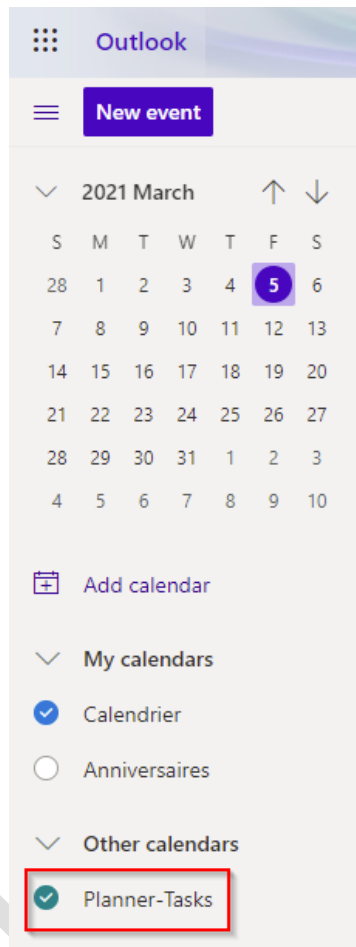 Outlook
New event
2021 March
S M T W T F S
28 1 2 3 4 5 6
7 8 9 10 11 12 13
14 15 16 17 18 19 20
21 22 23 24 25 26 27
28 29 30 31 1 2 3
4 5 6 7 8 9 10
Add calendar
My calendars
Calendrier
Anniversaires
Other calendars
Planner-Tasks